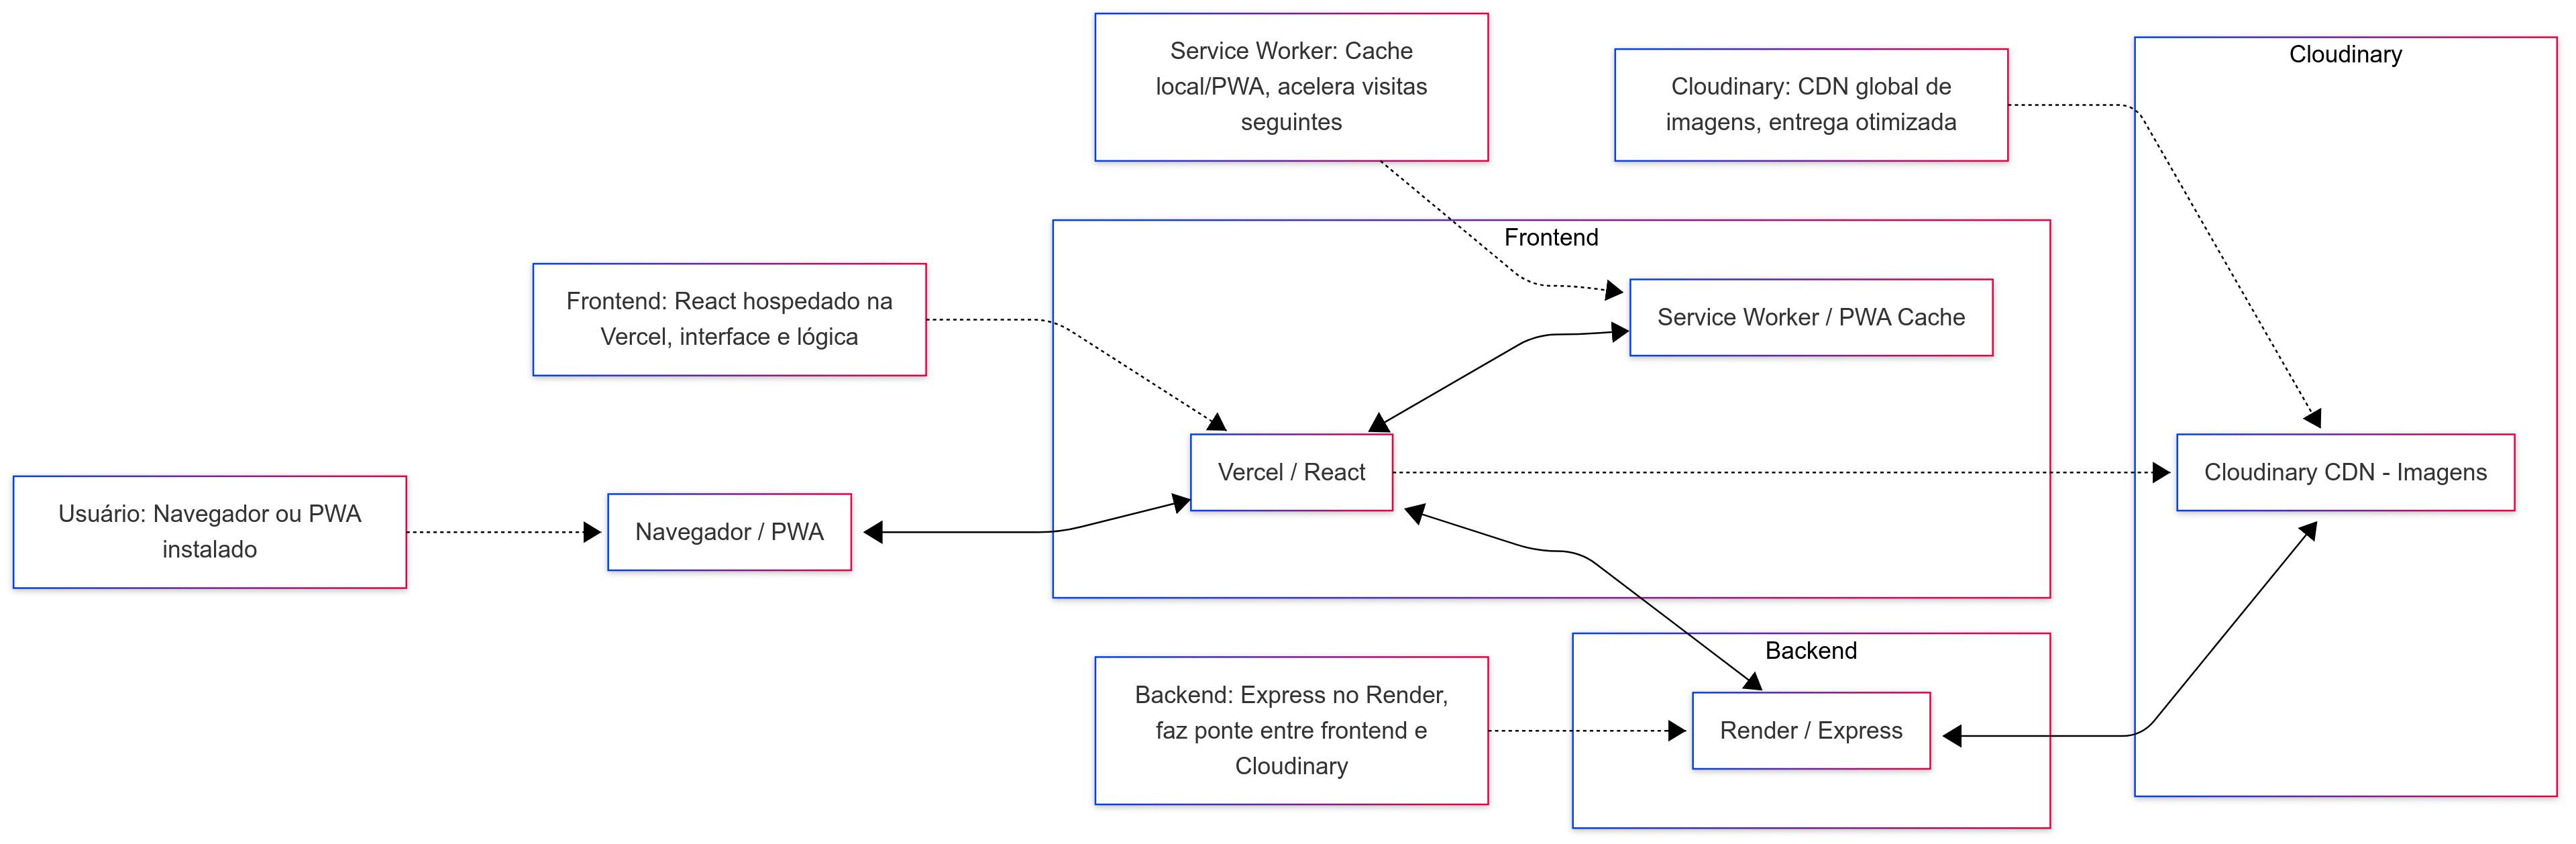 Service Worker: Cache
local/PWA, acelera visitas
seguintes
Cloudinary: CDN global de
imagens, entrega otimizada
Cloudinary
Frontend
Frontend: React hospedado na
Vercel, interface e lógica
Service Worker / PWA Cache
Vercel / React
Cloudinary CDN - Imagens
Usuário: Navegador ou PWA
instalado
Navegador / PWA
Backend
Backend: Express no Render,
faz ponte entre frontend e
Cloudinary
Render / Express